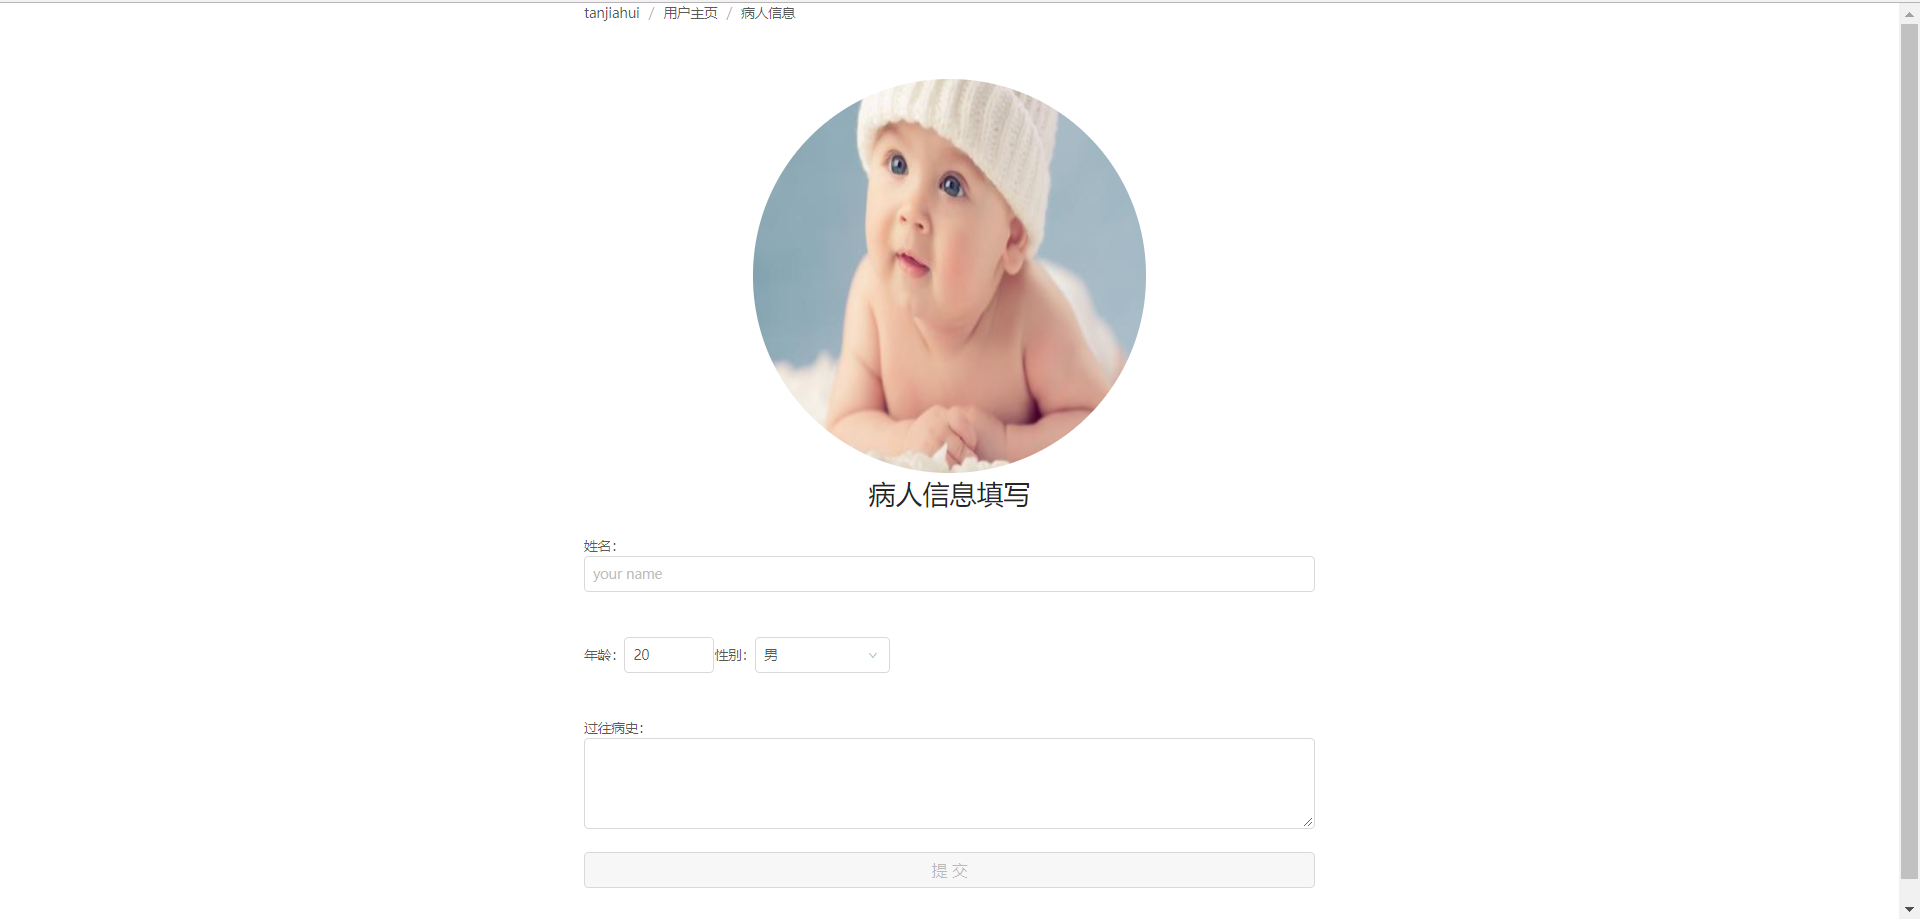 tanjiahui / 用户主页 / 病人信息
病人信息填写
姓名：
your name
年龄： 20 性别： 男
过往病史：
提 交